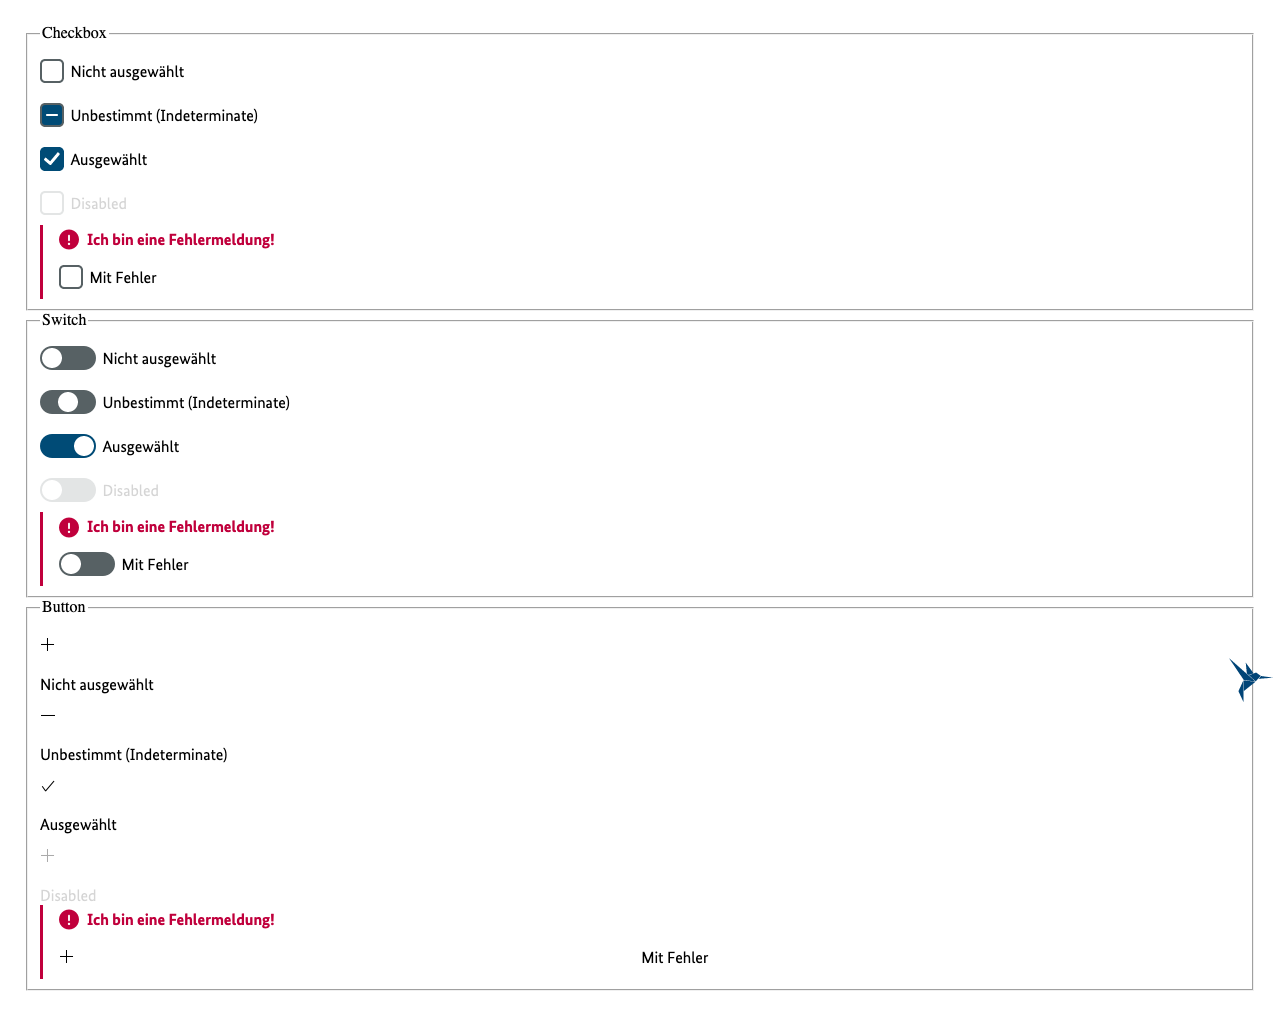 Checkbox
Nicht ausgewählt
Unbestimmt (Indeterminate)
Ausgewählt
Disabled
Ich bin eine Fehlermeldung!
Mit Fehler
Switch
Nicht ausgewählt
Unbestimmt (Indeterminate)
Ausgewählt
Disabled
Ich bin eine Fehlermeldung!
Mit Fehler
Button
Nicht ausgewählt
Unbestimmt (Indeterminate)
Ausgewählt
Disabled
Ich bin eine Fehlermeldung!
Mit Fehler